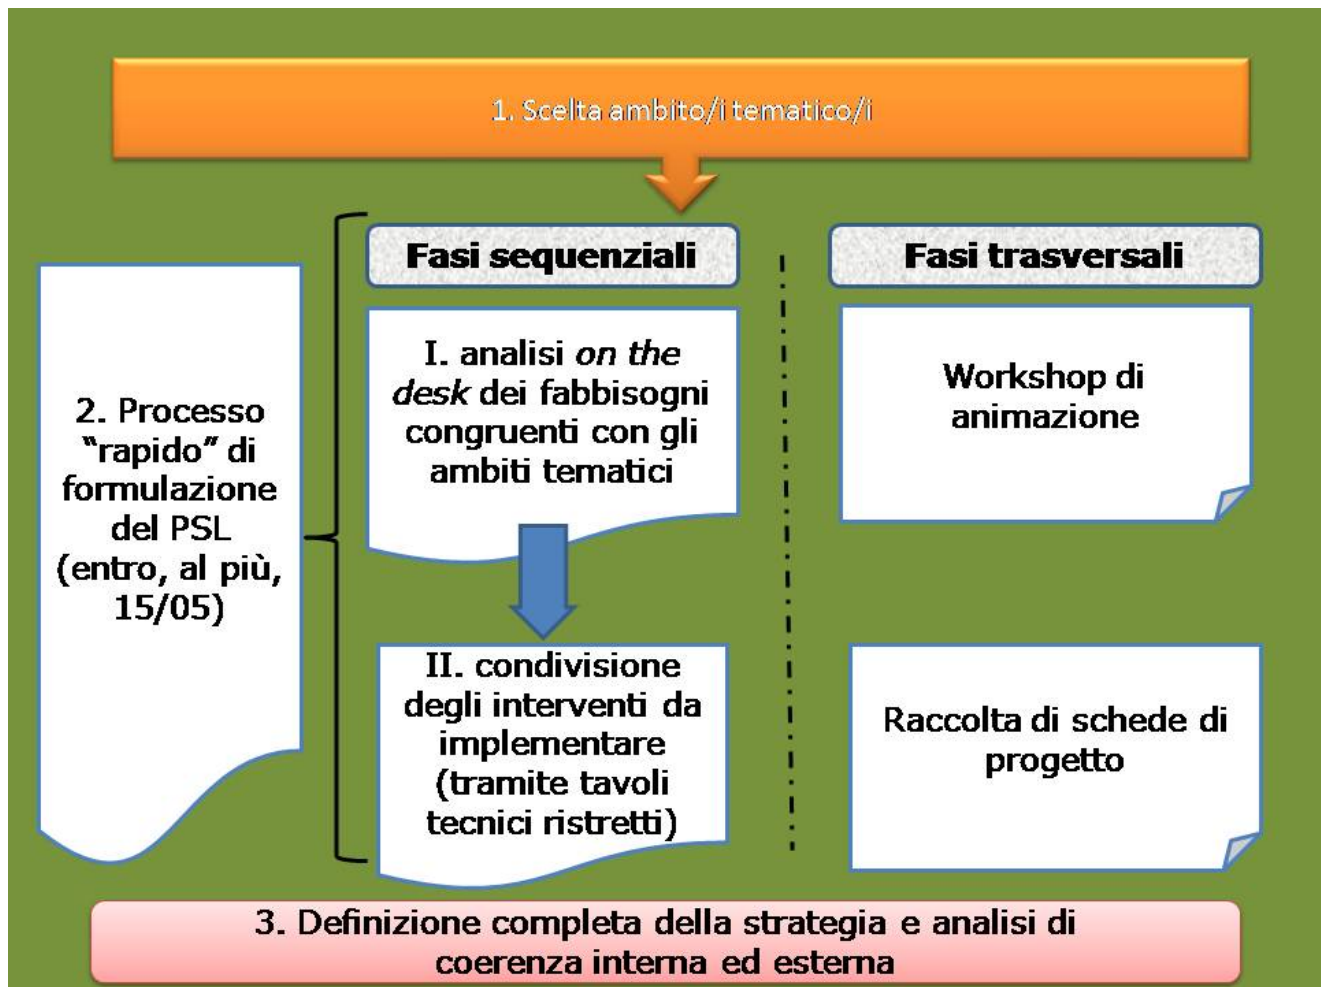 1. Scelta ambito/i tematico/i
Fasi sequenziali
Fasi trasversali
2. Processo
“rapido” di
formulazione
del PSL
(entro, al più,
15/05)
I. analisi on the
desk dei fabbisogni
congruenti con gli
ambiti tematici
Workshop di
animazione
II. condivisione
degli interventi da
implementare
(tramite tavoli
tecnici ristretti)
Raccolta di schede di
progetto
3. Definizione completa della strategia e analisi di
coerenza interna ed esterna